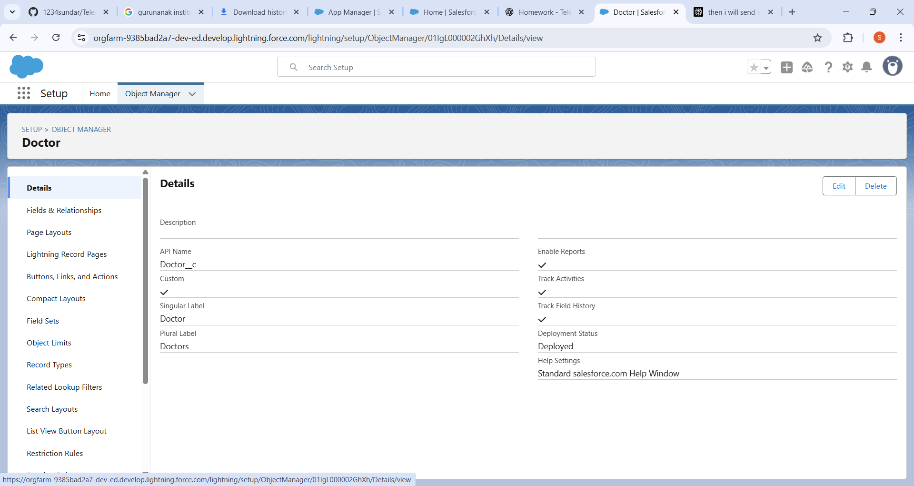 1234sundar/Tele
gurunanak instit
Download histor
App Manager | S
Home | Salesforc
Homework - Tele
Doctor | Salesfor
then i will send
orgfarm-9385bad2a7-dev-ed.develop.lightning.force.com/lightning/setup/ObjectManager/01IgL000002GhXh/Details/view
S
Search Setup
Setup
Home
Object Manager
SETUP > OBJECT MANAGER
Doctor
Details
Fields & Relationships
Page Layouts
Lightning Record Pages
Buttons, Links, and Actions
Compact Layouts
Field Sets
Object Limits
Record Types
Related Lookup Filters
Search Layouts
List View Button Layout
Restriction Rules
Details
Edit
Delete
Description
API Name
Doctor__c
Custom
Singular Label
Doctor
Plural Label
Doctors
Enable Reports
Track Activities
Track Field History
Deployment Status
Deployed
Help Settings
Standard salesforce.com Help Window
https://orgfarm-9385bad2a7-dev-ed.develop.lightning.force.com/lightning/setup/ObjectManager/01IgL000002GhXh/Details/view